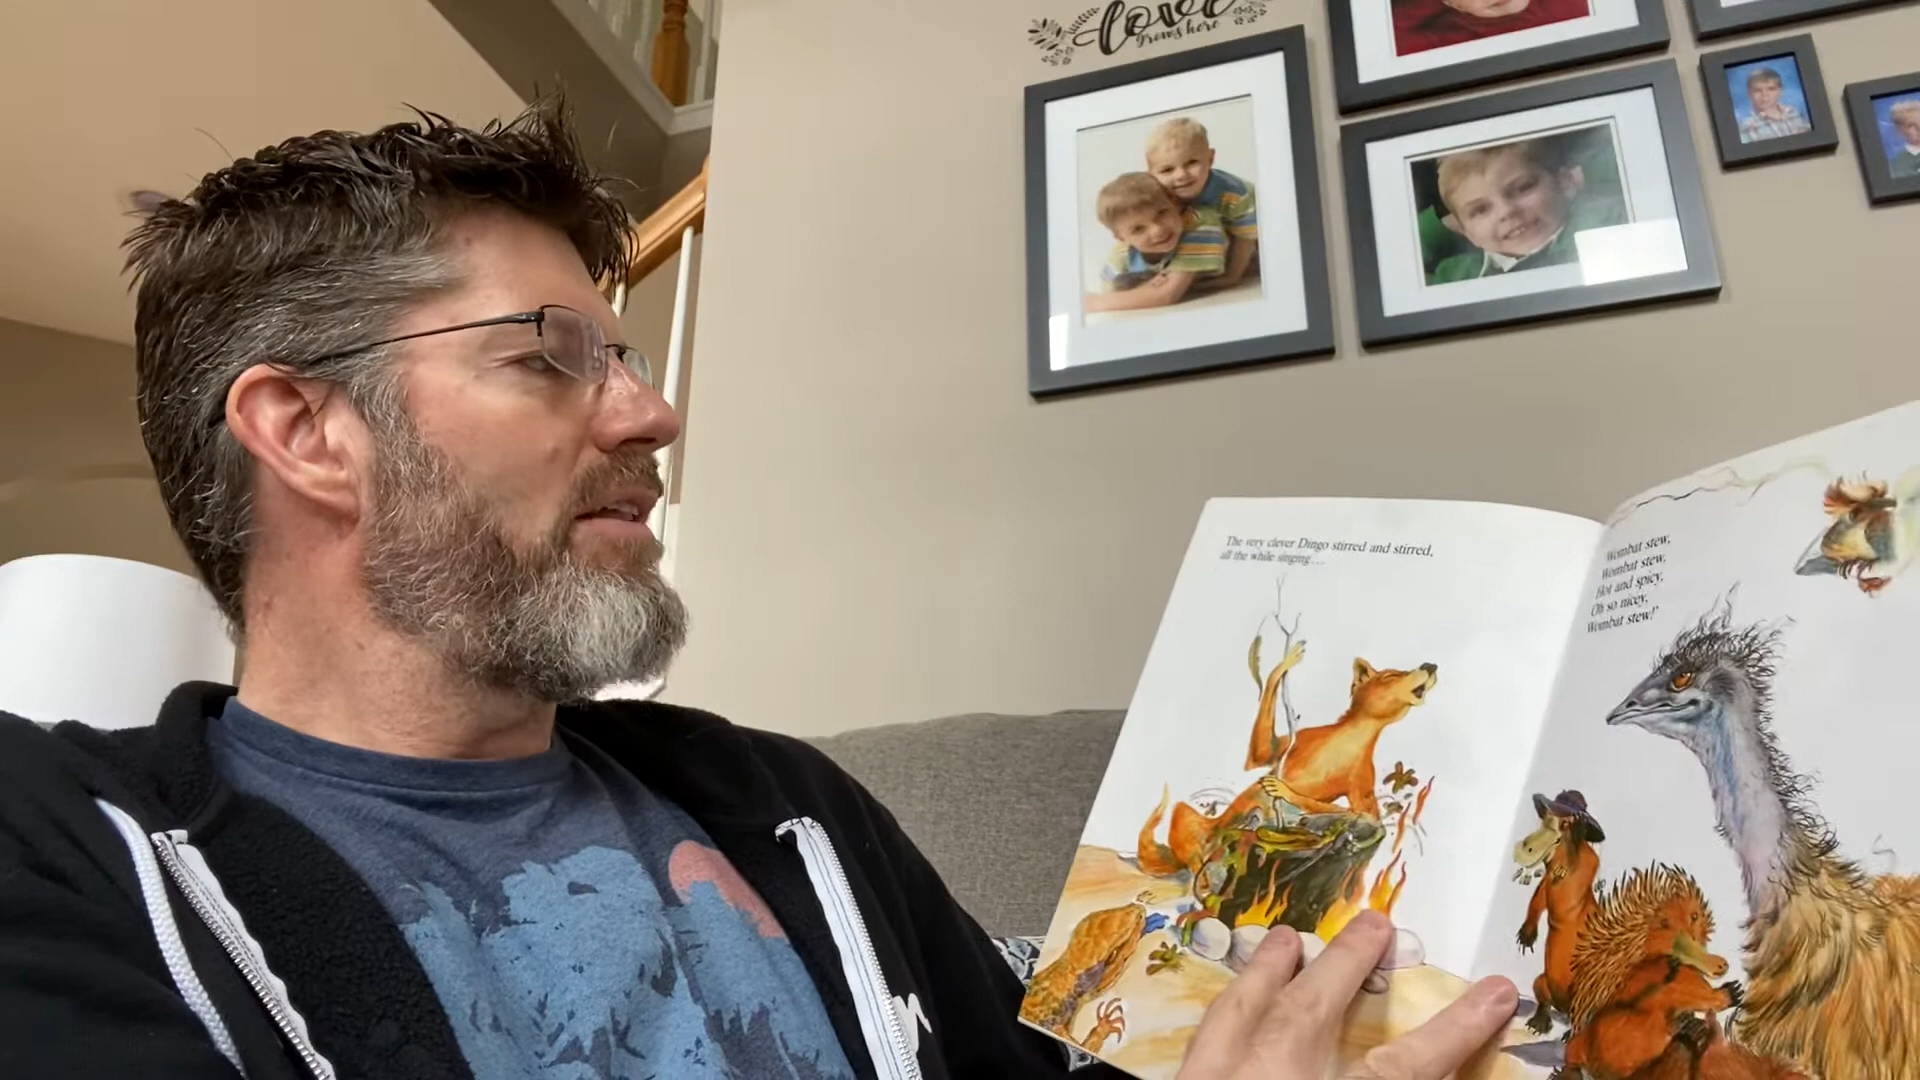 love
grows here
The very clever Dingo stirred and stirred,
all the while singing...
Wombat stew,
Wombat stew,
Hot and spicy,
Oh so nicey,
Wombat stew!'